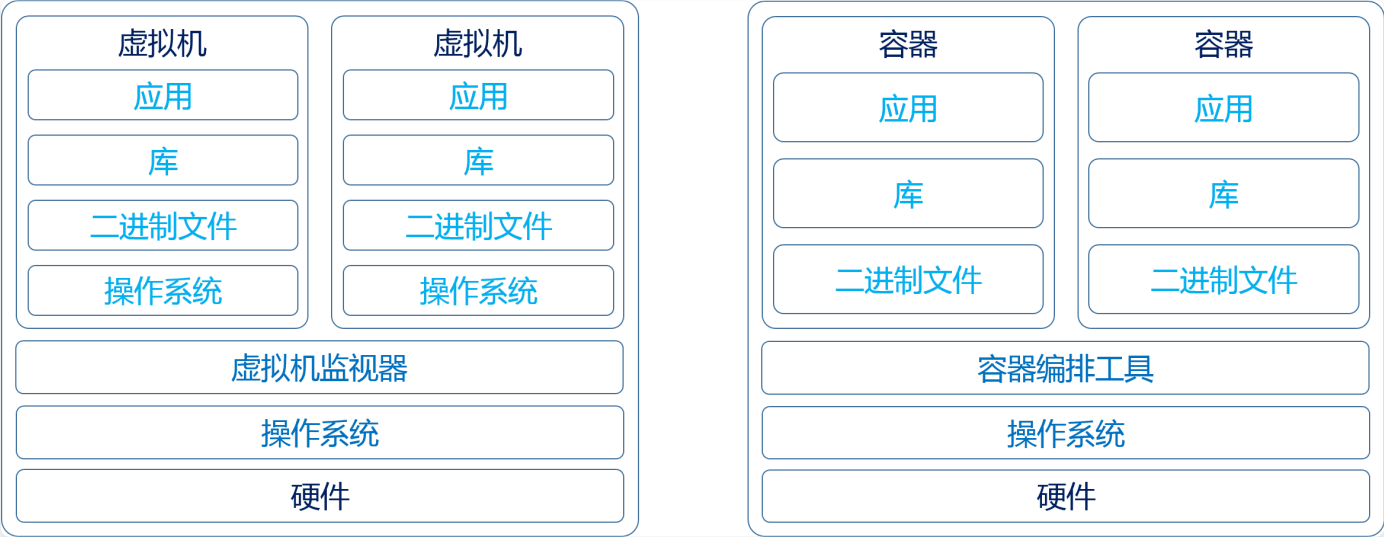 虚拟机
应用
库
二进制文件
操作系统
虚拟机
应用
库
二进制文件
操作系统
虚拟机监视器
操作系统
硬件
容器
应用
库
二进制文件
容器
应用
库
二进制文件
容器编排工具
操作系统
硬件